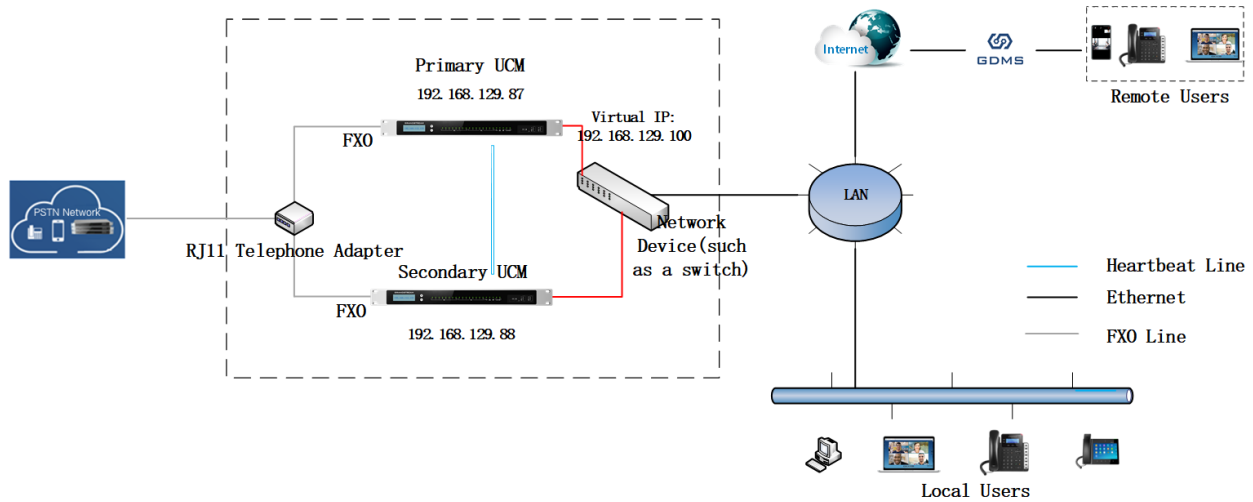 Primary UCM
192.168.129.87
FXO
Virtual IP:
192.168.129.100
PSTN Network
RJ11 Telephone Adapter
Secondary UCM
FXO
192.168.129.88
Network
Device(such
as a switch)
Internet
GDMS
Remote Users
LAN
Heartbeat Line
Ethernet
FXO Line
Local Users